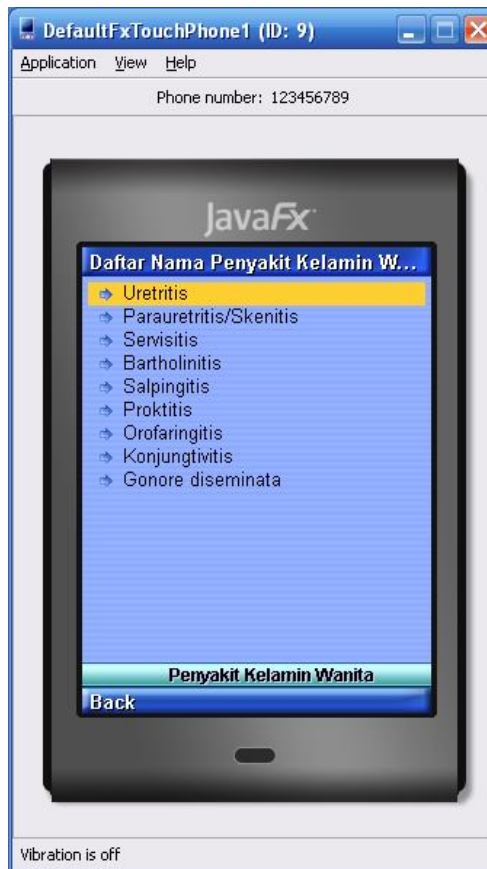 DefaultFxTouchPhone1 (ID: 9)
Application View Help
Phone number: 123456789
JavaFx
Daftar Nama Penyakit Kelamin W...
Uretritis
Parauretritis/Skenitis
Servisitis
Bartholinitis
Salpingitis
Proktitis
Orofaringitis
Konjungtivitis
Gonore diseminata
Penyakit Kelamin Wanita
Back
Vibration is off